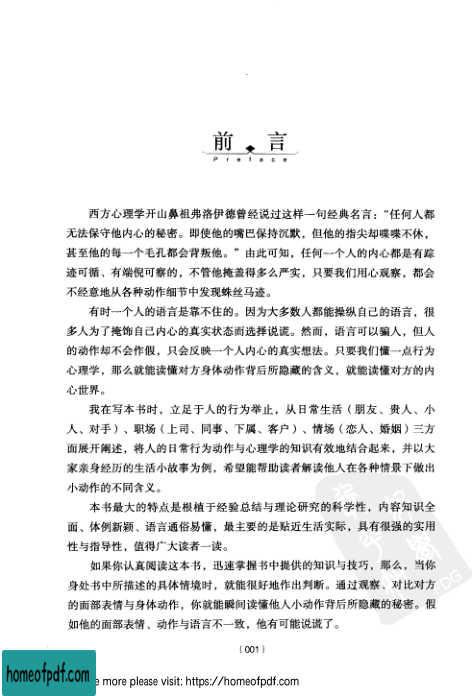 前言
Preface
西方心理学开山鼻祖弗洛伊德曾经说过这样一句经典名言：“任何人都
无法保守他内心的秘密。即使他的嘴巴保持沉默，但他的指尖却喋喋不休，
甚至他的每一个毛孔都会背叛他。”由此可知，任何一个人的内心都是有踪
迹可循、有端倪可察的，不管他掩盖得多么严实，只要我们用心观察，都会
不经意地从各种动作细节中发现蛛丝马迹。
有时一个人的语言是靠不住的。因为大多数人都能操纵自己的语言，很
多人为了掩饰自己内心的真实状态而选择说谎。然而，语言可以骗人，但人
的动作却不会作假，只会反映一个人内心的真实想法。只要我们懂一点行为
心理学，那么就能读懂对方身体动作背后所隐藏的含义，就能读懂对方的内
心世界。
我在写本书时，立足于人的行为举止，从日常生活（朋友、贵人、小
人、对手）、职场（上司、同事、下属、客户）、情场（恋人、婚姻）三方
面展开阐述，将人的日常行为动作与心理学的知识有效地结合起来，并以大
家亲身经历的生活小故事为例，希望能帮助读者解读他人在各种情景下做出
小动作的不同含义。
本书最大的特点是根植于经验总结与理论研究的科学性，内容知识全
面、体例新颖、语言通俗易懂，最主要的是贴近生活实际，具有很强的实用
性与指导性，值得广大读者一读。
如果你认真阅读这本书，迅速掌握书中提供的知识与技巧，那么，当你
身处书中所描述的具体情境时，就能很好地作出判断。通过观察、对比对方
的面部表情与身体动作，你就能瞬间读懂他人小动作背后所隐藏的秘密。假
如他的面部表情、动作与语言不一致，他有可能说谎了。
{001}
homeofpdf.com
e more please visit: https://homeofpdf.com
PDG